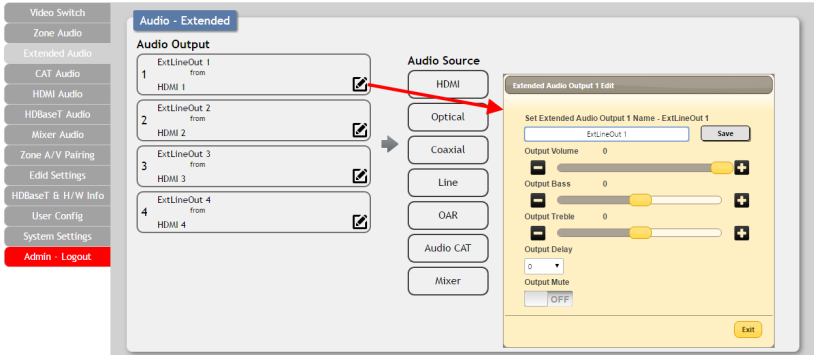 Video Switch
Zone Audio
Extended Audio
CAT Audio
HDMI Audio
HDBaseT Audio
Mixer Audio
Zone A/V Pairing
Edid Settings
HDBaseT & H/W Info
User Config
System Settings
Admin - Logout
Audio - Extended
Audio Output
1
ExtLineOut 1
from
HDMI 1
2
ExtLineOut 2
from
HDMI 2
3
ExtLineOut 3
from
HDMI 3
4
ExtLineOut 4
from
HDMI 4
Audio Source
HDMI
Optical
Coaxial
Line
OAR
Audio CAT
Mixer
Extended Audio Output 1 Edit
Set Extended Audio Output 1 Name - ExtLineOut 1
ExtLineOut 1 Save
Output Volume 0
Output Bass 0
Output Treble 0
Output Delay
0
Output Mute
OFF
Exit